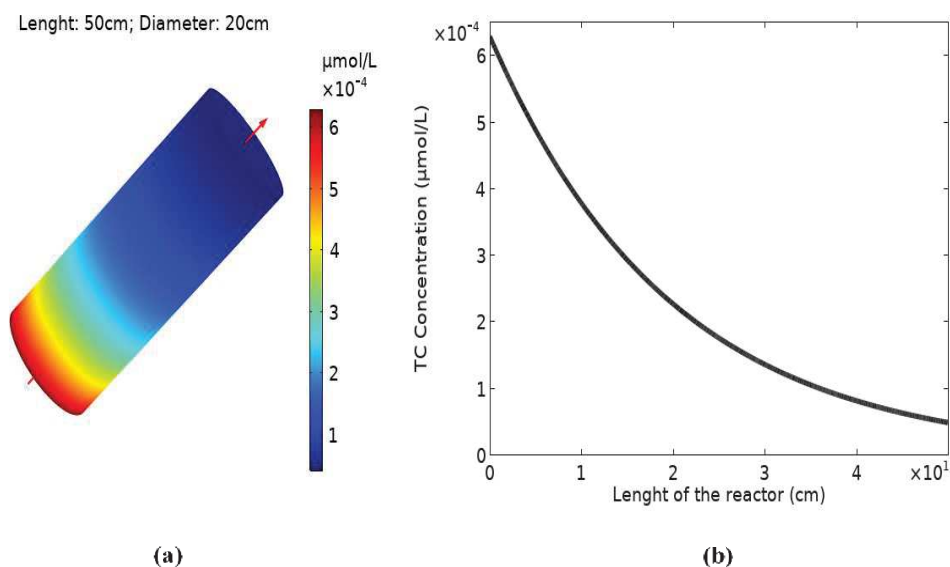 Lenght: 50cm; Diameter: 20cm
µmol/L
×10⁻⁴
6
5
4
3
2
1
×10⁻⁴
6
5
4
3
2
1
0
TC Concentration (µmol/L)
0 1 2 3 4 ×10¹
Lenght of the reactor (cm)
(a) (b)